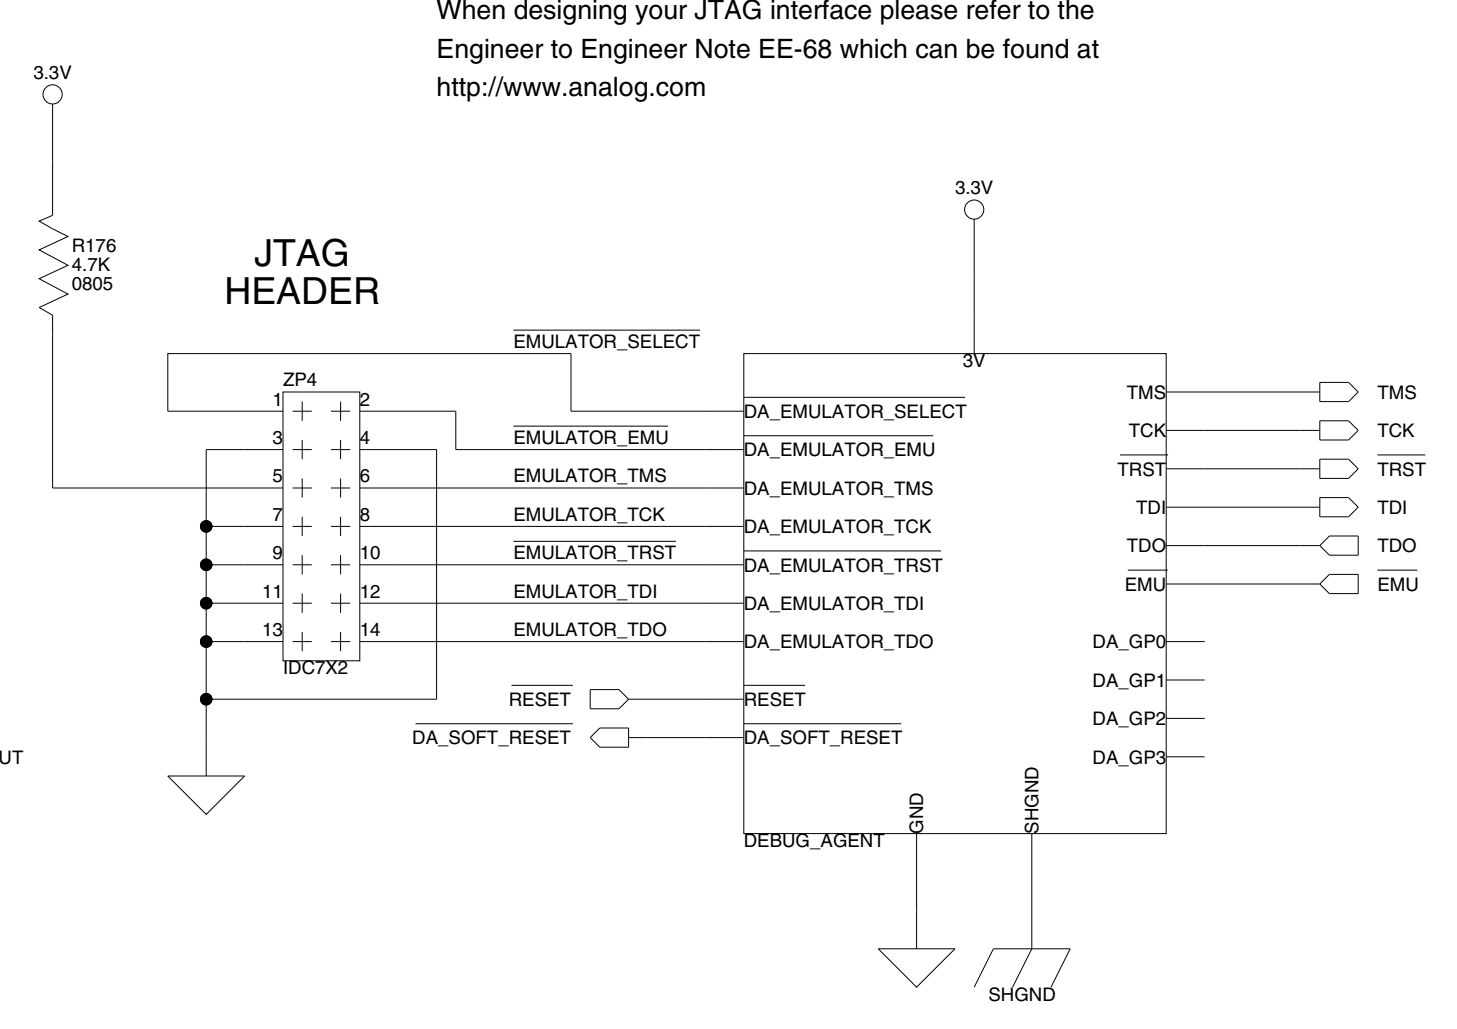 When designing your JTAG interface please refer to the
Engineer to Engineer Note EE-68 which can be found at
http://www.analog.com
3.3V
R176
4.7K
0805
JTAG
HEADER
3.3V
3V
EMULATOR_SELECT
ZP4
1 2
3 4
5 6
7 8
9 10
11 12
13 14
IDC7X2
EMULATOR_EMU
EMULATOR_TMS
EMULATOR_TCK
EMULATOR_TRST
EMULATOR_TDI
EMULATOR_TDO
RESET
DA_SOFT_RESET
DA_EMULATOR_SELECT
DA_EMULATOR_EMU
DA_EMULATOR_TMS
DA_EMULATOR_TCK
DA_EMULATOR_TRST
DA_EMULATOR_TDI
DA_EMULATOR_TDO
RESET
DA_SOFT_RESET
TMS TMS
TCK TCK
TRST TRST
TDI TDI
TDO TDO
EMU EMU
DA_GP0
DA_GP1
DA_GP2
DA_GP3
GND
SHGND
DEBUG_AGENT
SHGND
UT